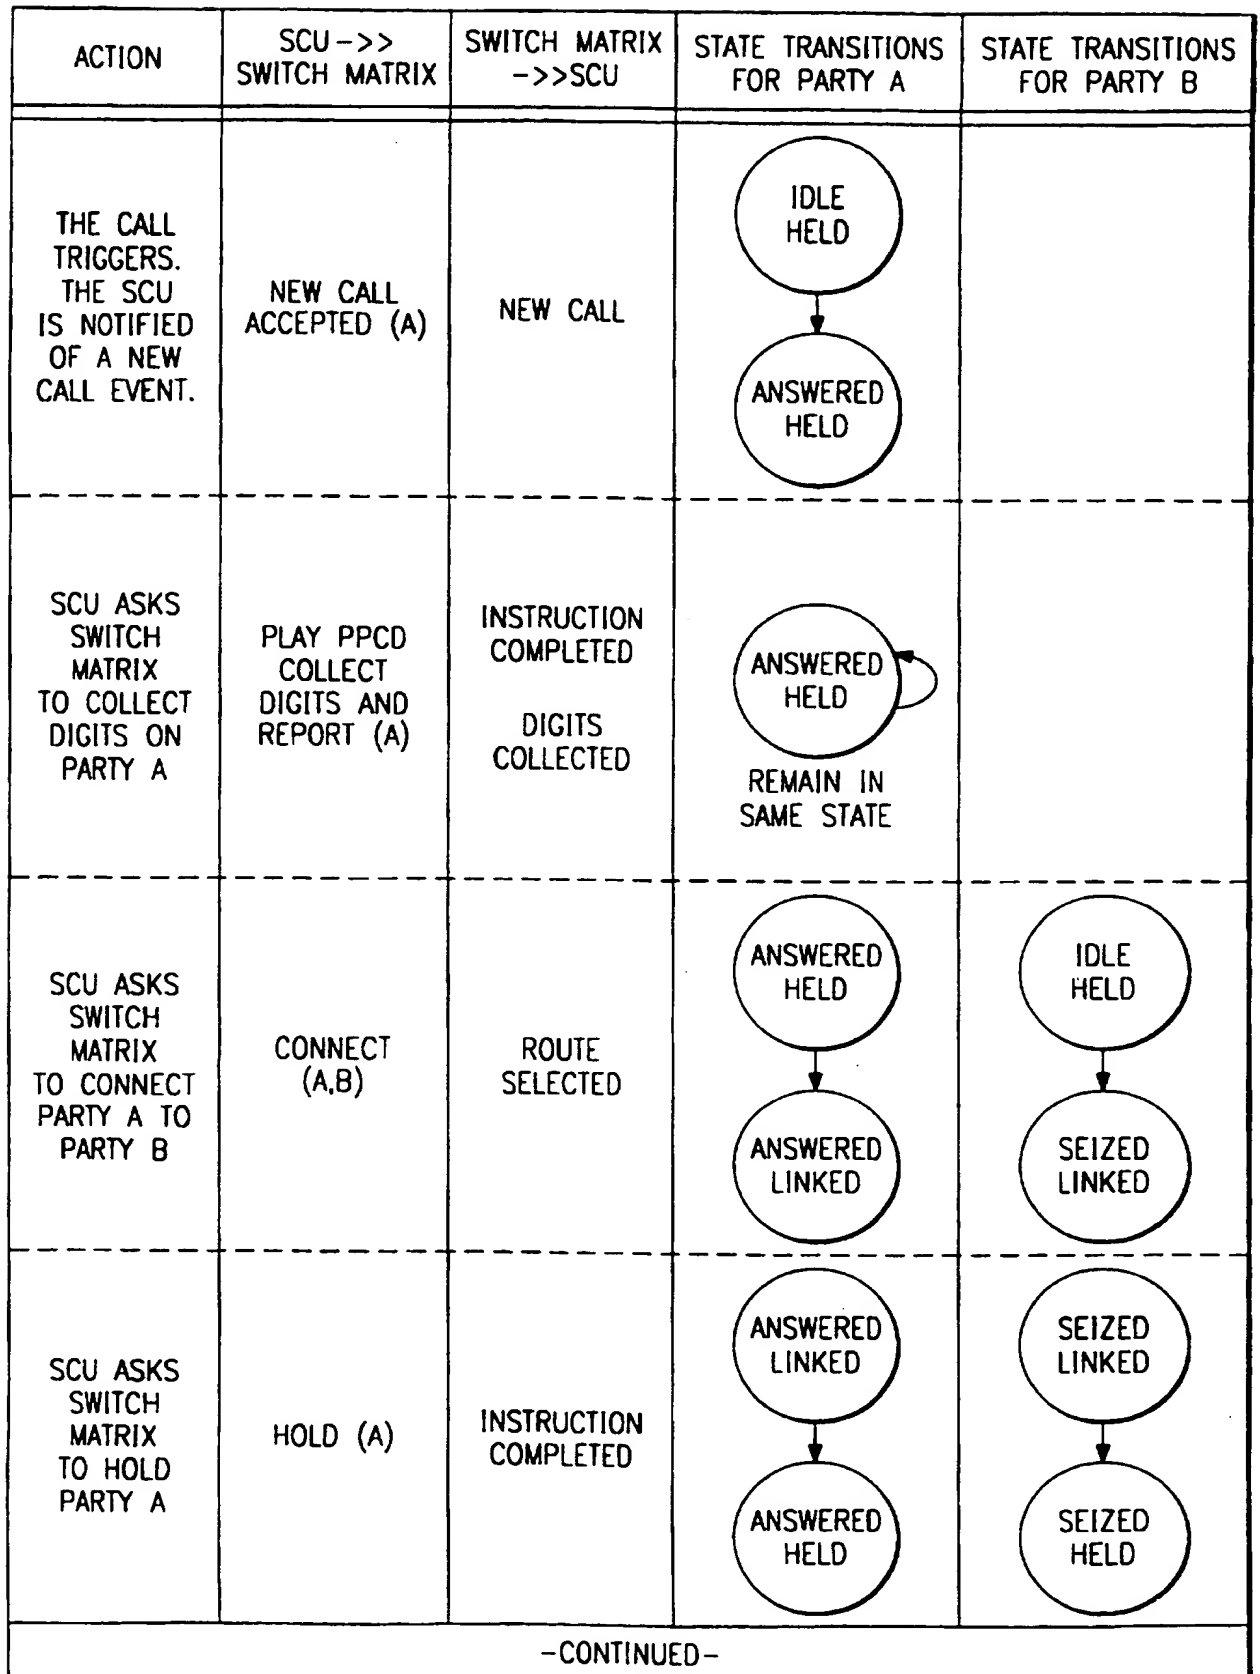 ACTION
SCU->>
SWITCH MATRIX
SWITCH MATRIX
->>SCU
STATE TRANSITIONS
FOR PARTY A
STATE TRANSITIONS
FOR PARTY B
THE CALL
TRIGGERS.
THE SCU
IS NOTIFIED
OF A NEW
CALL EVENT.
NEW CALL
ACCEPTED (A)
NEW CALL
IDLE
HELD
ANSWERED
HELD
SCU ASKS
SWITCH
MATRIX
TO COLLECT
DIGITS ON
PARTY A
PLAY PPCD
COLLECT
DIGITS AND
REPORT (A)
INSTRUCTION
COMPLETED
DIGITS
COLLECTED
ANSWERED
HELD
REMAIN IN
SAME STATE
SCU ASKS
SWITCH
MATRIX
TO CONNECT
PARTY A TO
PARTY B
CONNECT
(A,B)
ROUTE
SELECTED
ANSWERED
HELD
ANSWERED
LINKED
IDLE
HELD
SEIZED
LINKED
SCU ASKS
SWITCH
MATRIX
TO HOLD
PARTY A
HOLD (A)
INSTRUCTION
COMPLETED
ANSWERED
LINKED
ANSWERED
HELD
SEIZED
LINKED
SEIZED
HELD
-CONTINUED-